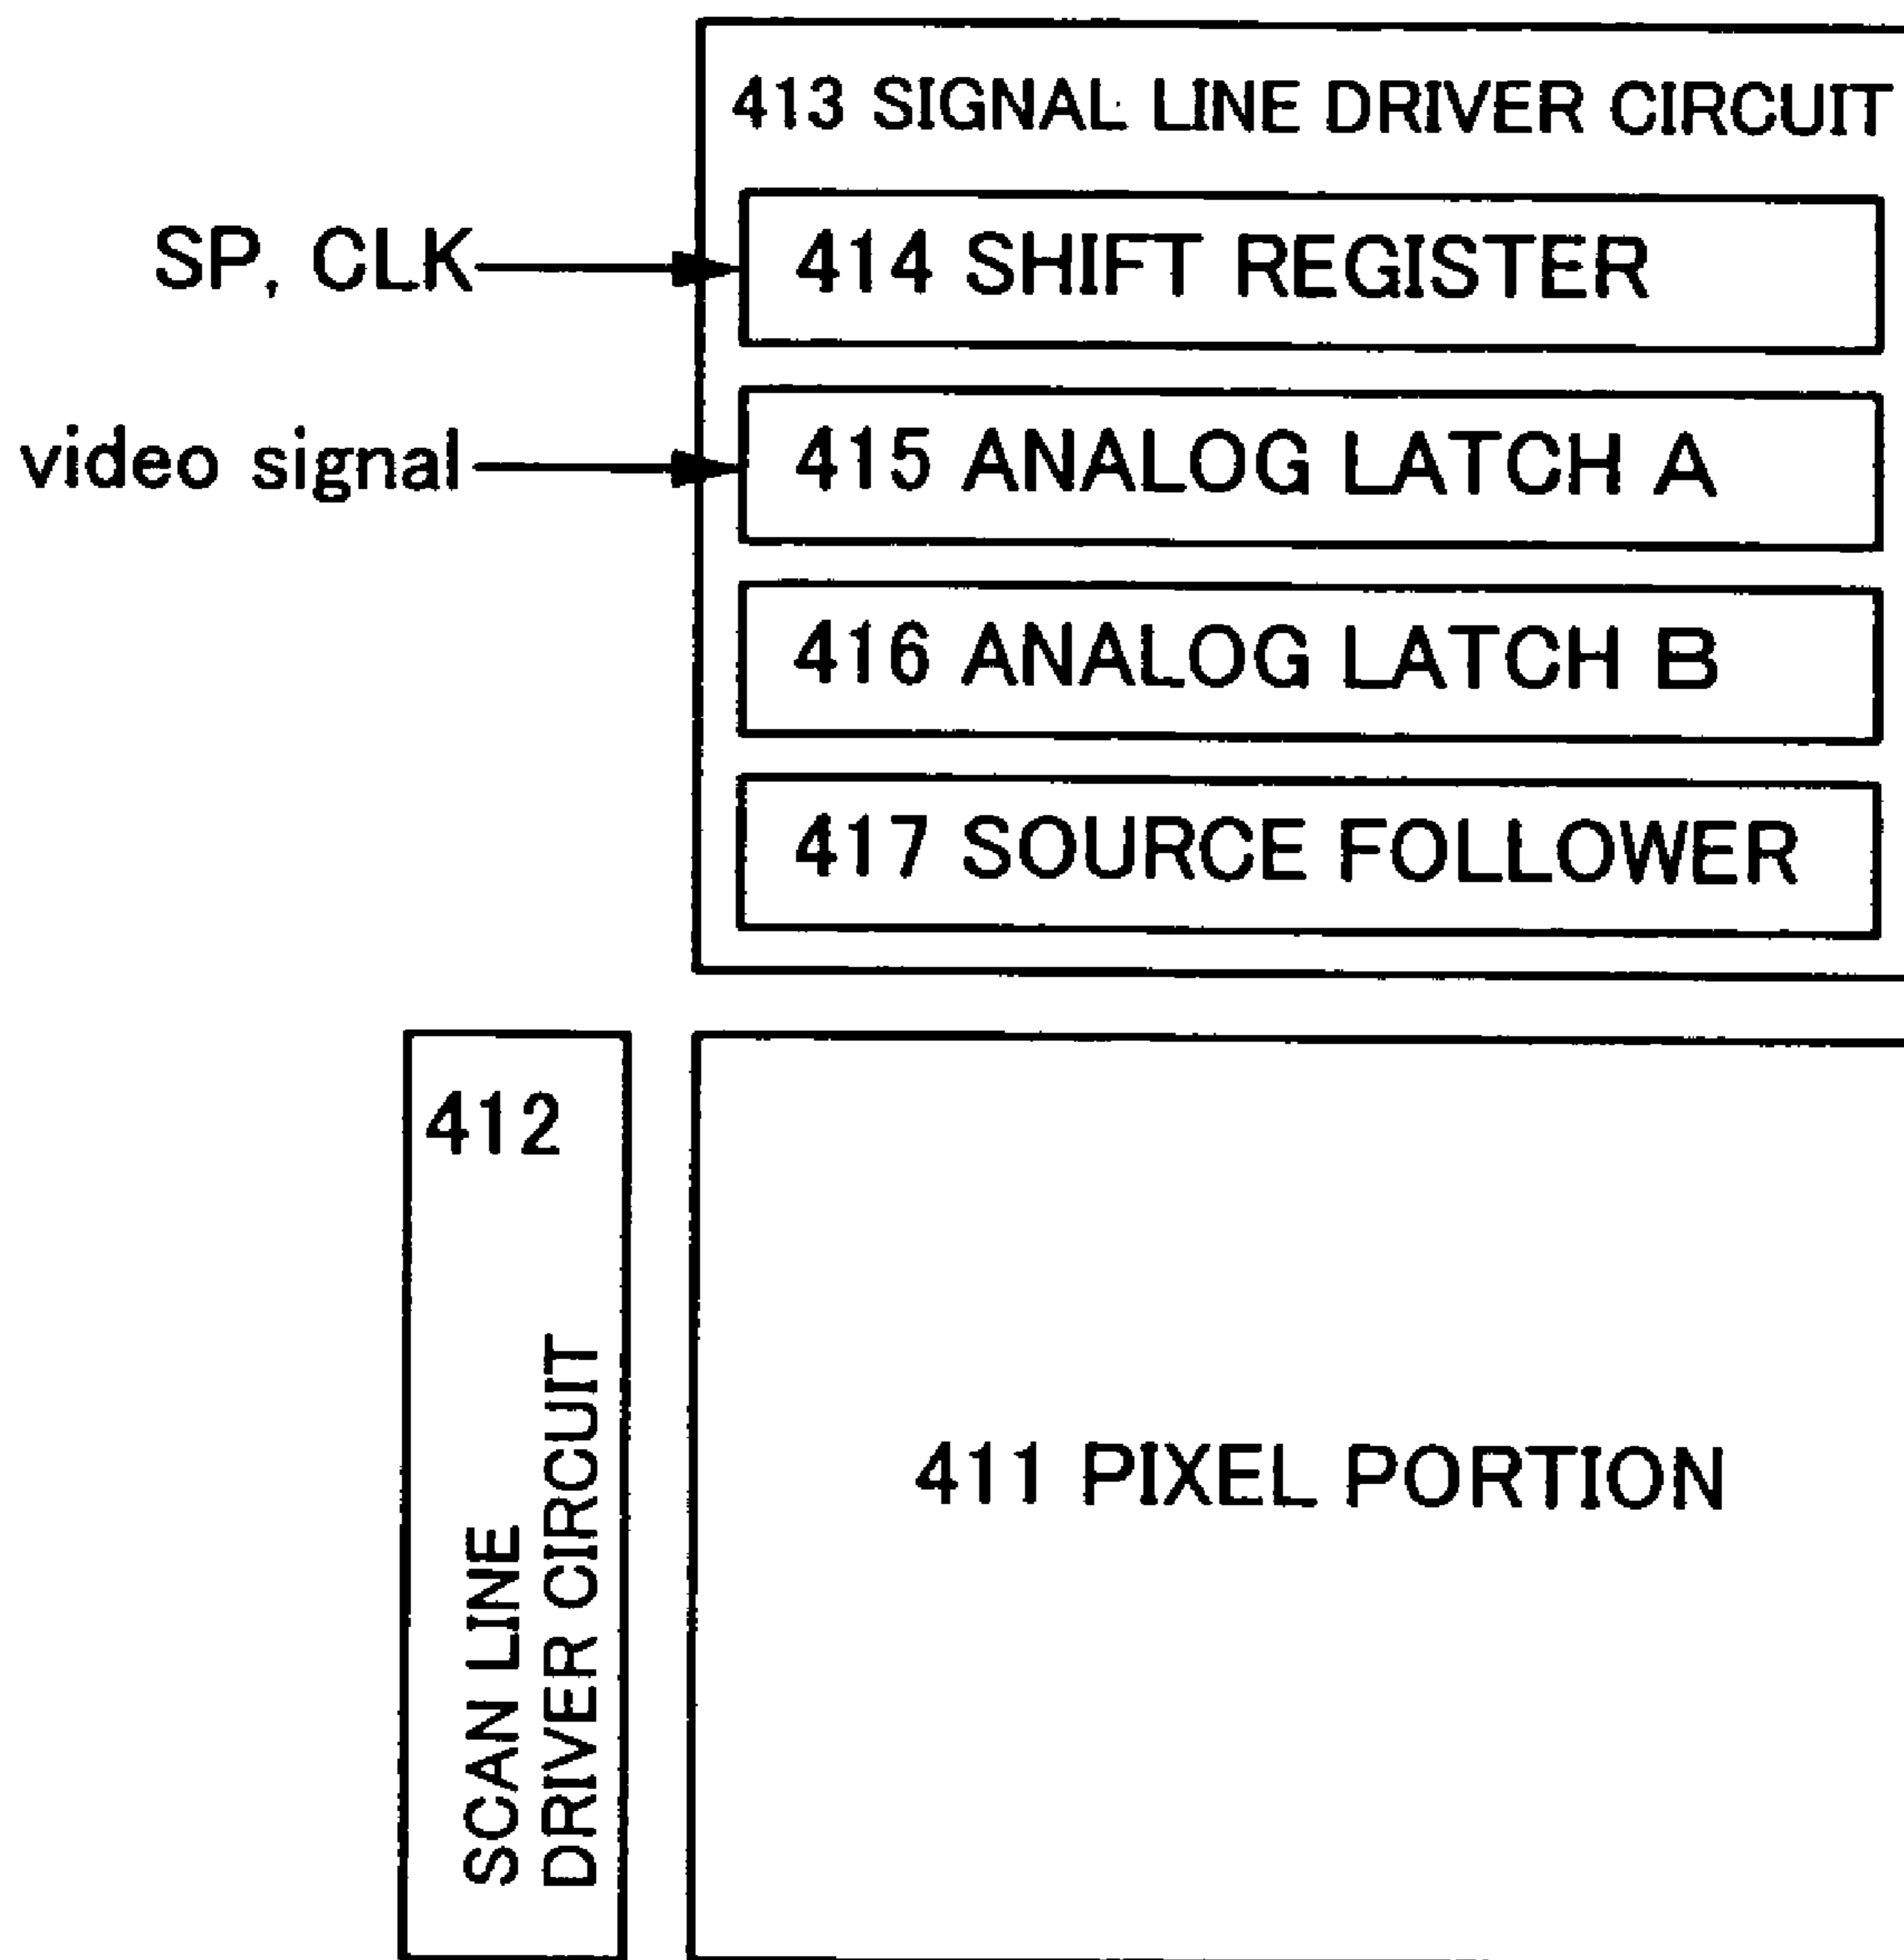 413 SIGNAL LINE DRIVER CIRCUIT
SP, CLK
414 SHIFT REGISTER
video signal
415 ANALOG LATCH A
416 ANALOG LATCH B
417 SOURCE FOLLOWER
412
SCAN LINE
DRIVER CIRCUIT
411 PIXEL PORTION